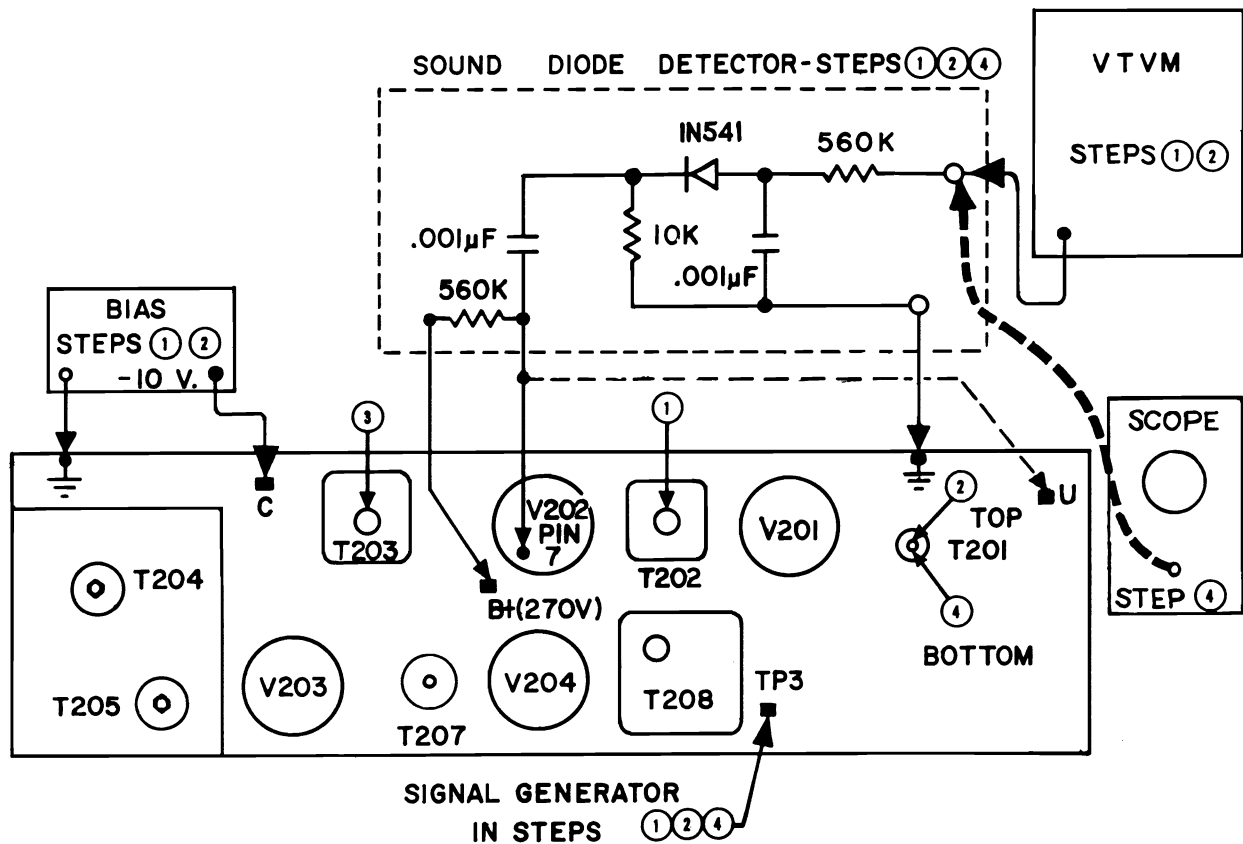 SOUND DIODE DETECTOR-STEPS ① ② ④
VTVM
STEPS ① ②
IN541
560K
.001µF
10K
.001µF
560K
BIAS
STEPS ① ②
-10 V.
③
①
SCOPE
STEP ④
C
T203
V202
PIN
7
T202
V201
②
TOP
T201
④
BOTTOM
U
T204
B+(270V)
T205
V203
T207
V204
T208
TP3
SIGNAL GENERATOR
IN STEPS ① ② ④